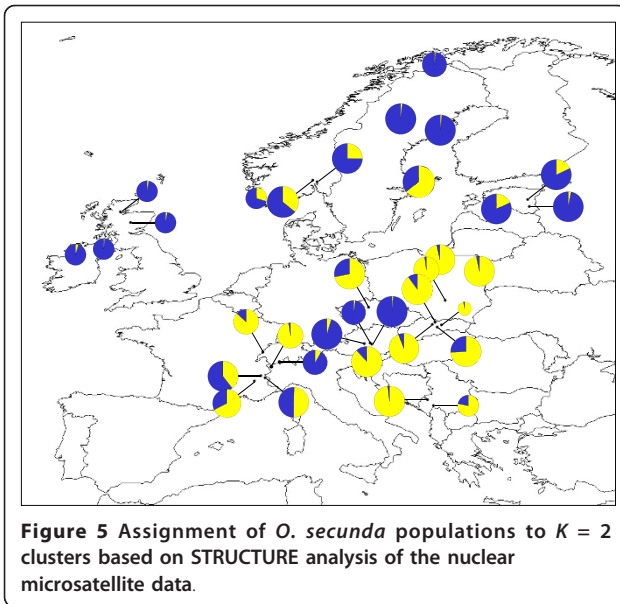 Figure 5 Assignment of O. secunda populations to K = 2
clusters based on STRUCTURE analysis of the nuclear
microsatellite data.